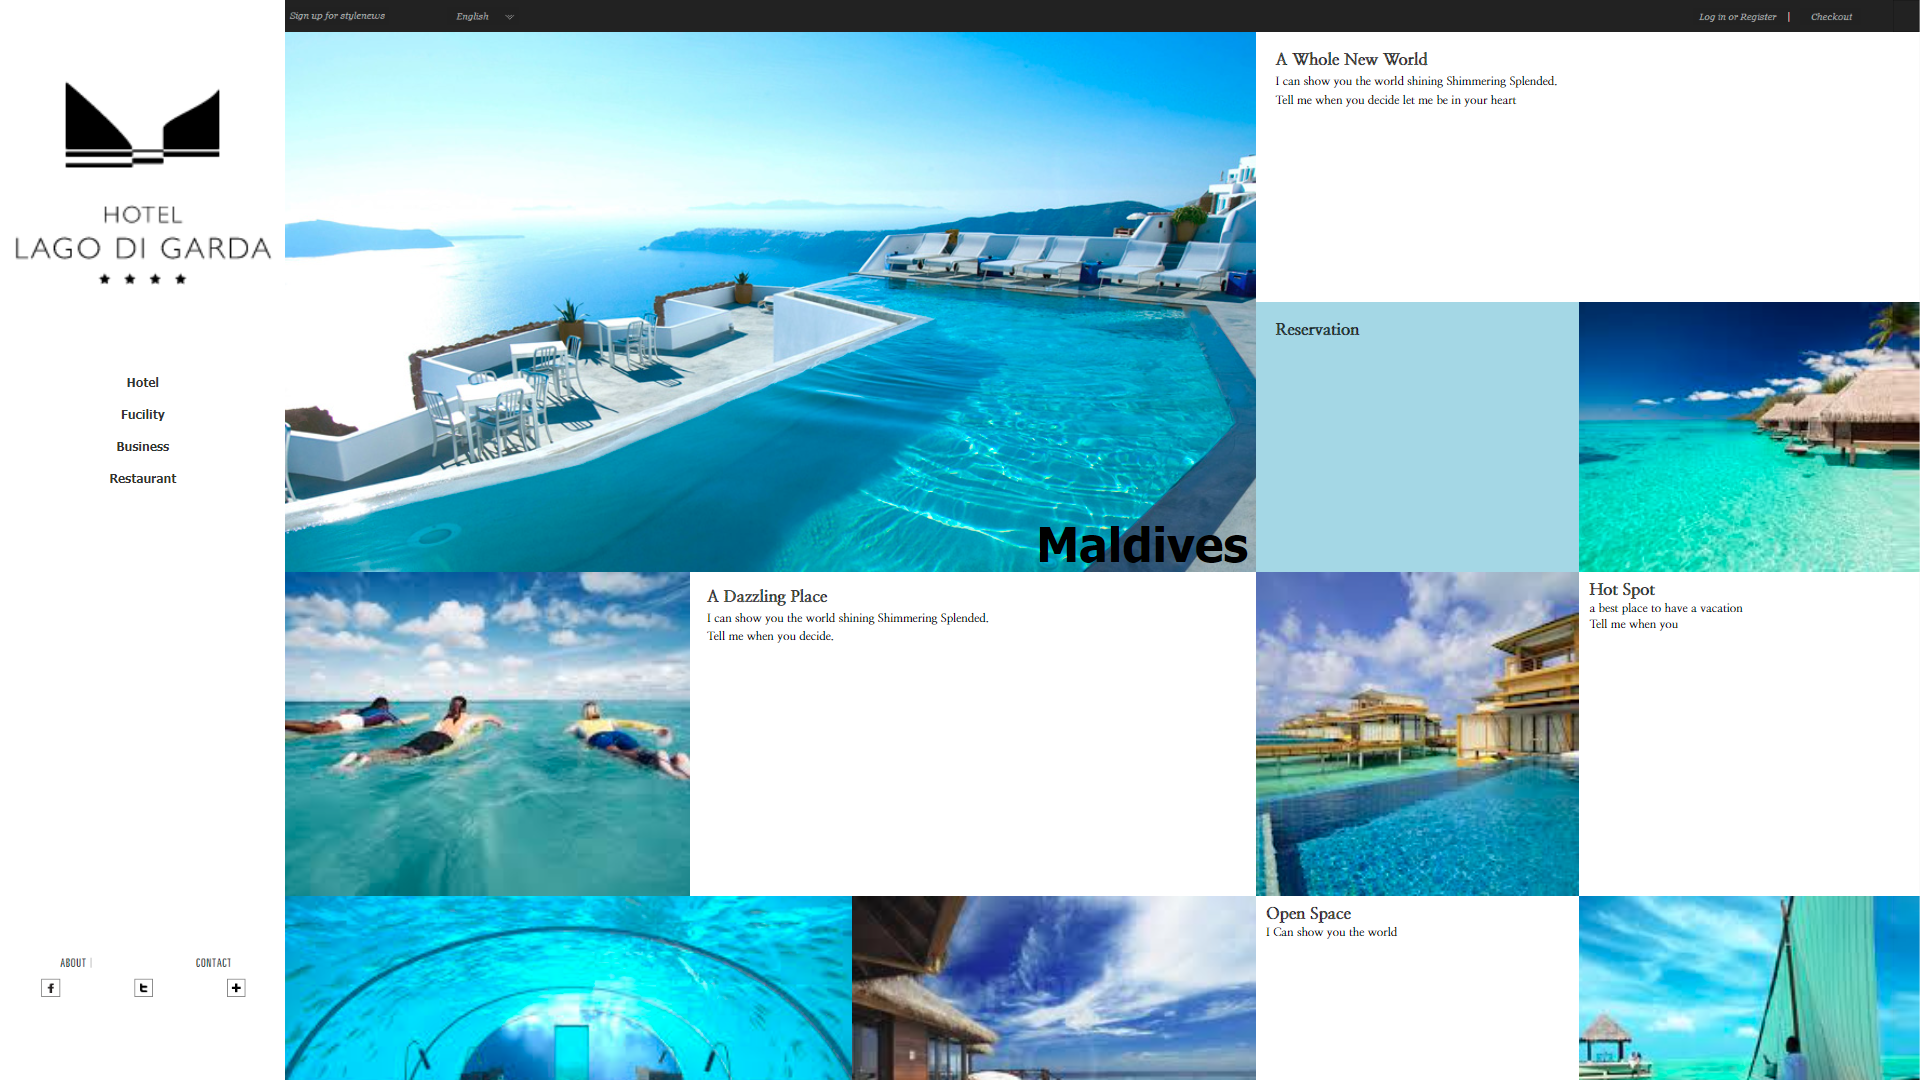 Sign up for stylenews
English
Log in or Register |
Checkout
HOTEL
LAGO DI GARDA
Hotel
Fucility
Business
Restaurant
ABOUT |
CONTACT
A Whole New World
I can show you the world shining Shimmering Splended.
Tell me when you decide let me be in your heart
Reservation
Maldives
A Dazzling Place
I can show you the world shining Shimmering Splended.
Tell me when you decide.
Hot Spot
a best place to have a vacation
Tell me when you
Open Space
I Can show you the world